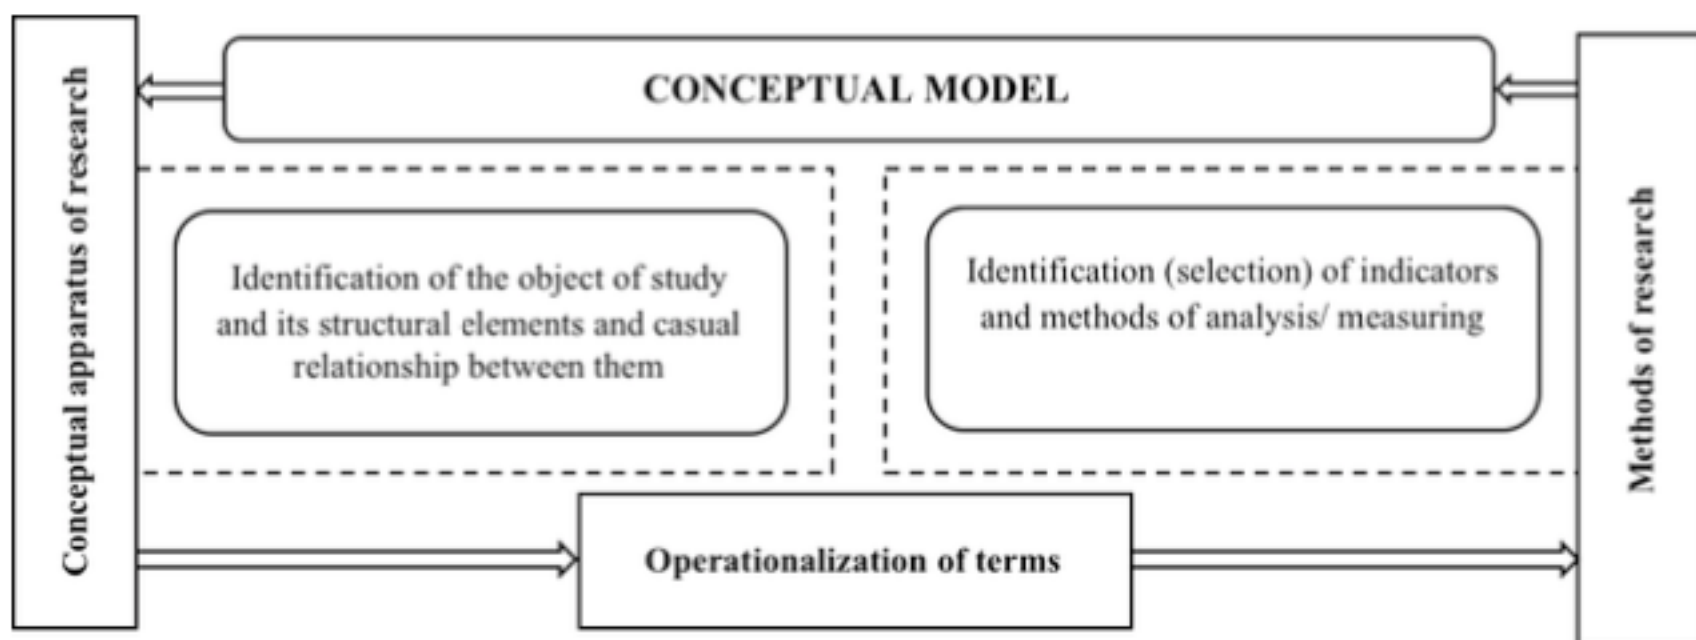 Conceptual apparatus of research
CONCEPTUAL MODEL
Identification of the object of study
and its structural elements and casual
relationship between them
Identification (selection) of indicators
and methods of analysis/ measuring
Methods of research
Operationalization of terms